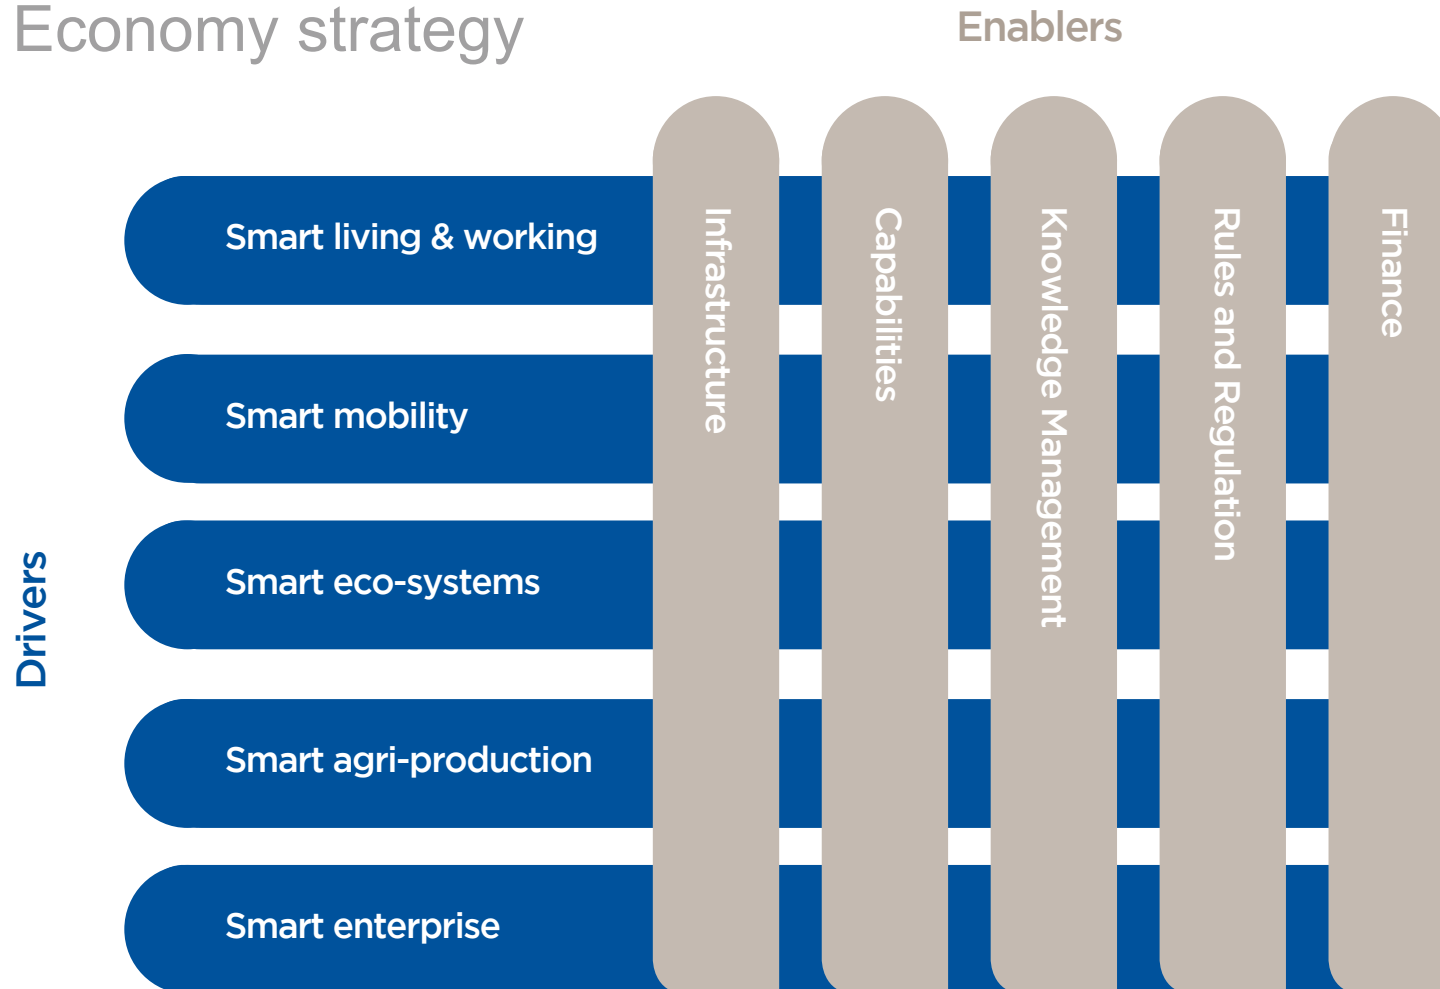 Economy strategy
Enablers
Infrastructure
Capabilities
Knowledge Management
Rules and Regulation
Finance
Drivers
Smart living & working
Smart mobility
Smart eco-systems
Smart agri-production
Smart enterprise